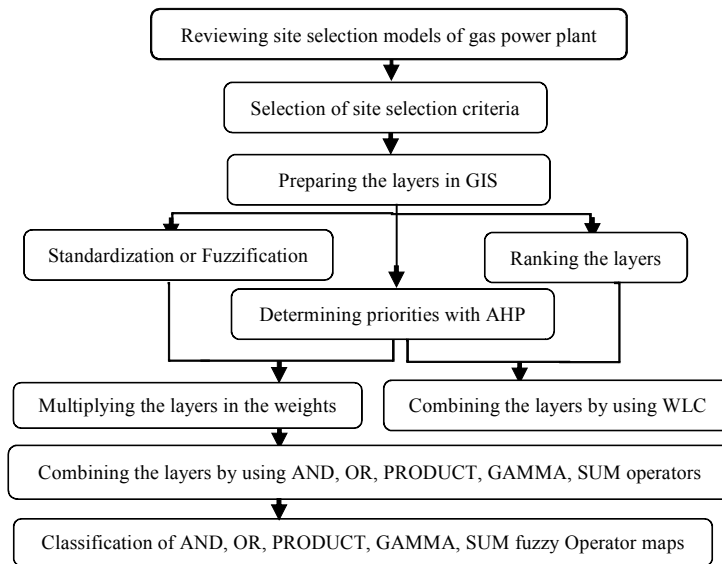 Reviewing site selection models of gas power plant
Selection of site selection criteria
Preparing the layers in GIS
Standardization or Fuzzification
Ranking the layers
Determining priorities with AHP
Multiplying the layers in the weights
Combining the layers by using WLC
Combining the layers by using AND, OR, PRODUCT, GAMMA, SUM operators
Classification of AND, OR, PRODUCT, GAMMA, SUM fuzzy Operator maps